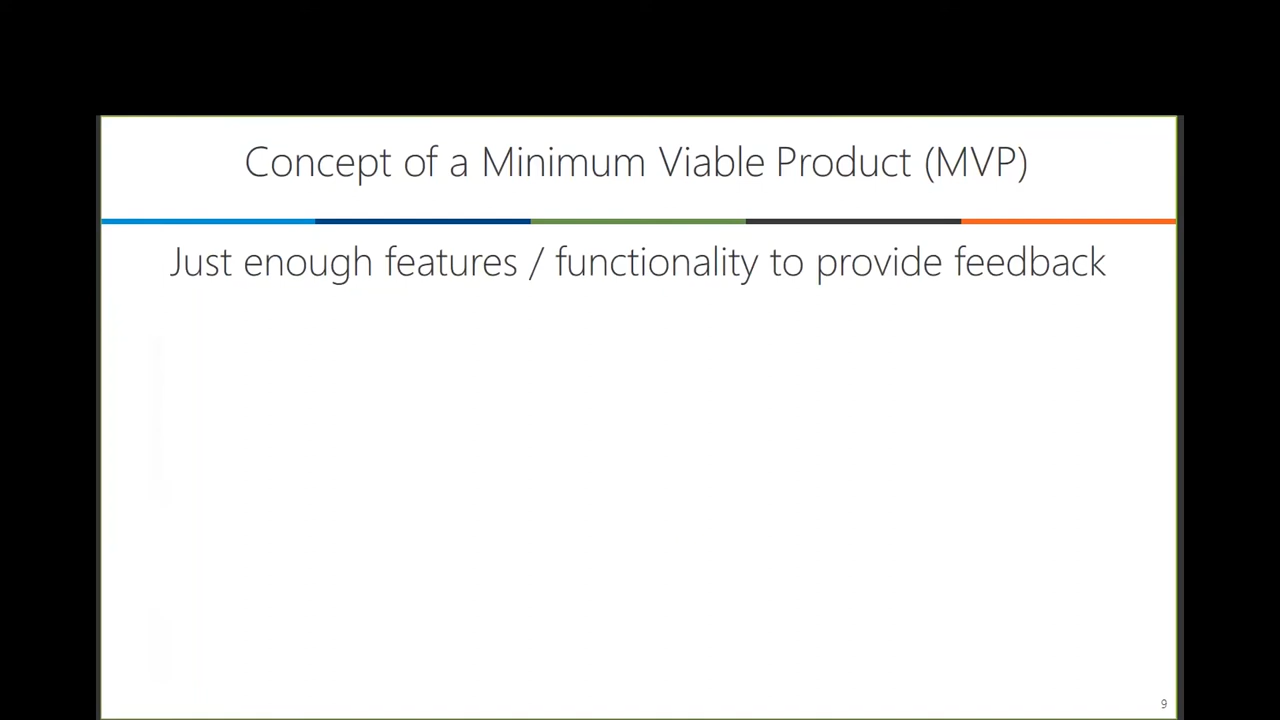 Concept of a Minimum Viable Product (MVP)
Just enough features / functionality to provide feedback
9